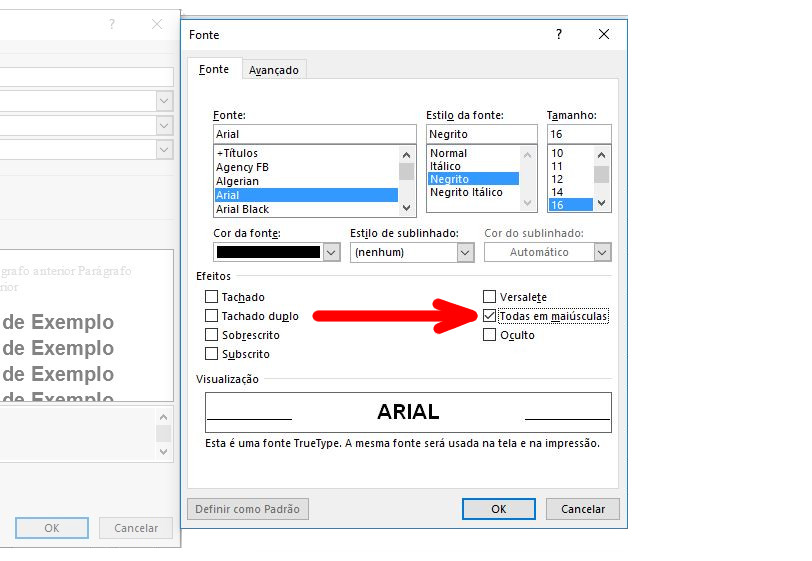 ?
Fonte
?
Fonte
Avançado
Fonte:
Estilo da fonte:
Tamanho:
Arial
Negrito
16
+Títulos
Agency FB
Algerian
Arial
Arial Black
Normal
Itálico
Negrito
Negrito Itálico
10
11
12
14
16
Cor da fonte:
Estilo de sublinhado:
Cor do sublinhado:
(nenhum)
Automático
Efeitos
Tachado
Tachado duplo
Sobrescrito
Subscrito
Versalete
Todas em maiúsculas
Oculto
Visualização
ARIAL
Esta é uma fonte TrueType. A mesma fonte será usada na tela e na impressão.
Definir como Padrão
OK
Cancelar
grafo anterior Parágrafo
rior
de Exemplo
de Exemplo
de Exemplo
de Exemplo
OK
Cancelar